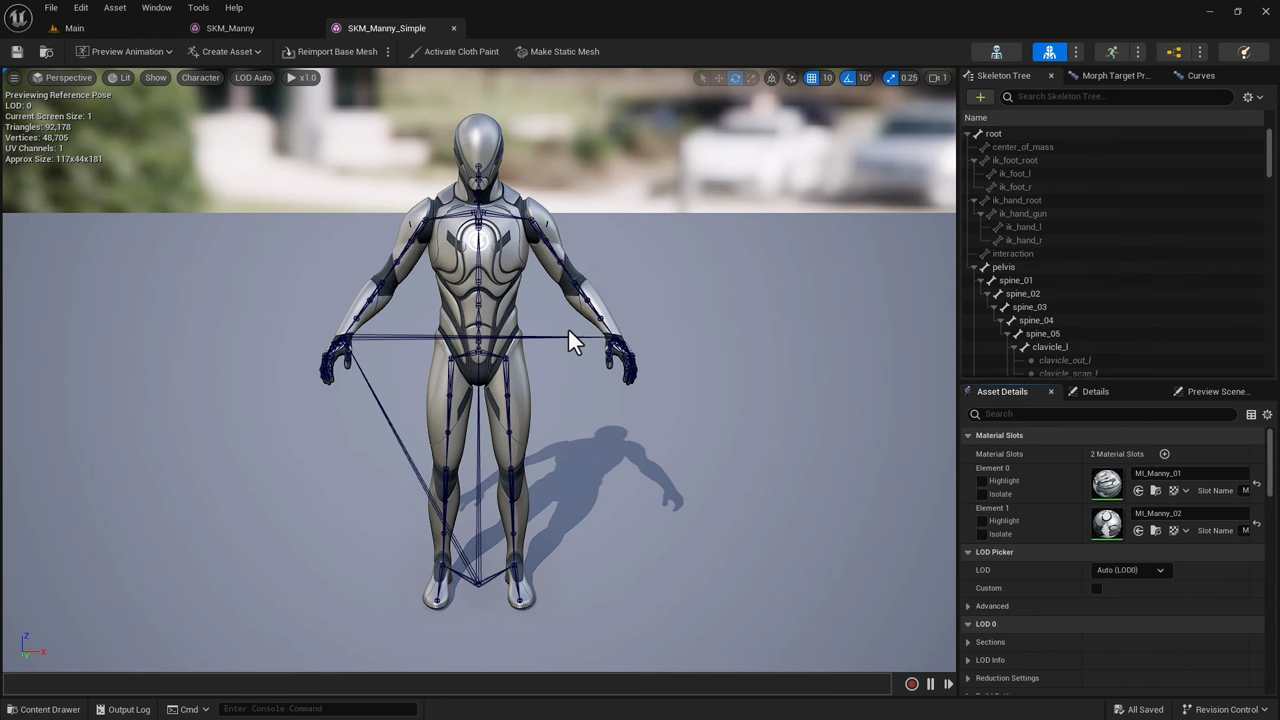 File Edit Asset Window Tools Help
Main SKM_Manny SKM_Manny_Simple
Preview Animation Create Asset Reimport Base Mesh Activate Cloth Paint Make Static Mesh
Perspective Lit Show Character LOD Auto x1.0 10 10° 0.25 1
Previewing Reference Pose
LOD: 0
Current Screen Size: 1
Triangles: 92,178
Vertices: 48,705
UV Channels: 1
Approx Size: 117x44x181
Z
X
Y
Skeleton Tree Morph Target Pr... Curves
Search Skeleton Tree...
Name
root
center_of_mass
ik_foot_root
ik_foot_l
ik_foot_r
ik_hand_root
ik_hand_gun
ik_hand_l
ik_hand_r
interaction
pelvis
spine_01
spine_02
spine_03
spine_04
spine_05
clavicle_l
clavicle_out_l
clavicle_scap_l
Asset Details Details Preview Scene...
Search
Material Slots
Material Slots 2 Material Slots
Element 0 MI_Manny_01
Highlight
Isolate Slot Name M
Element 1 MI_Manny_02
Highlight
Isolate Slot Name M
LOD Picker
LOD Auto (LOD0)
Custom
Advanced
LOD 0
Sections
LOD Info
Reduction Settings
Content Drawer Output Log Cmd Enter Console Command All Saved Revision Control